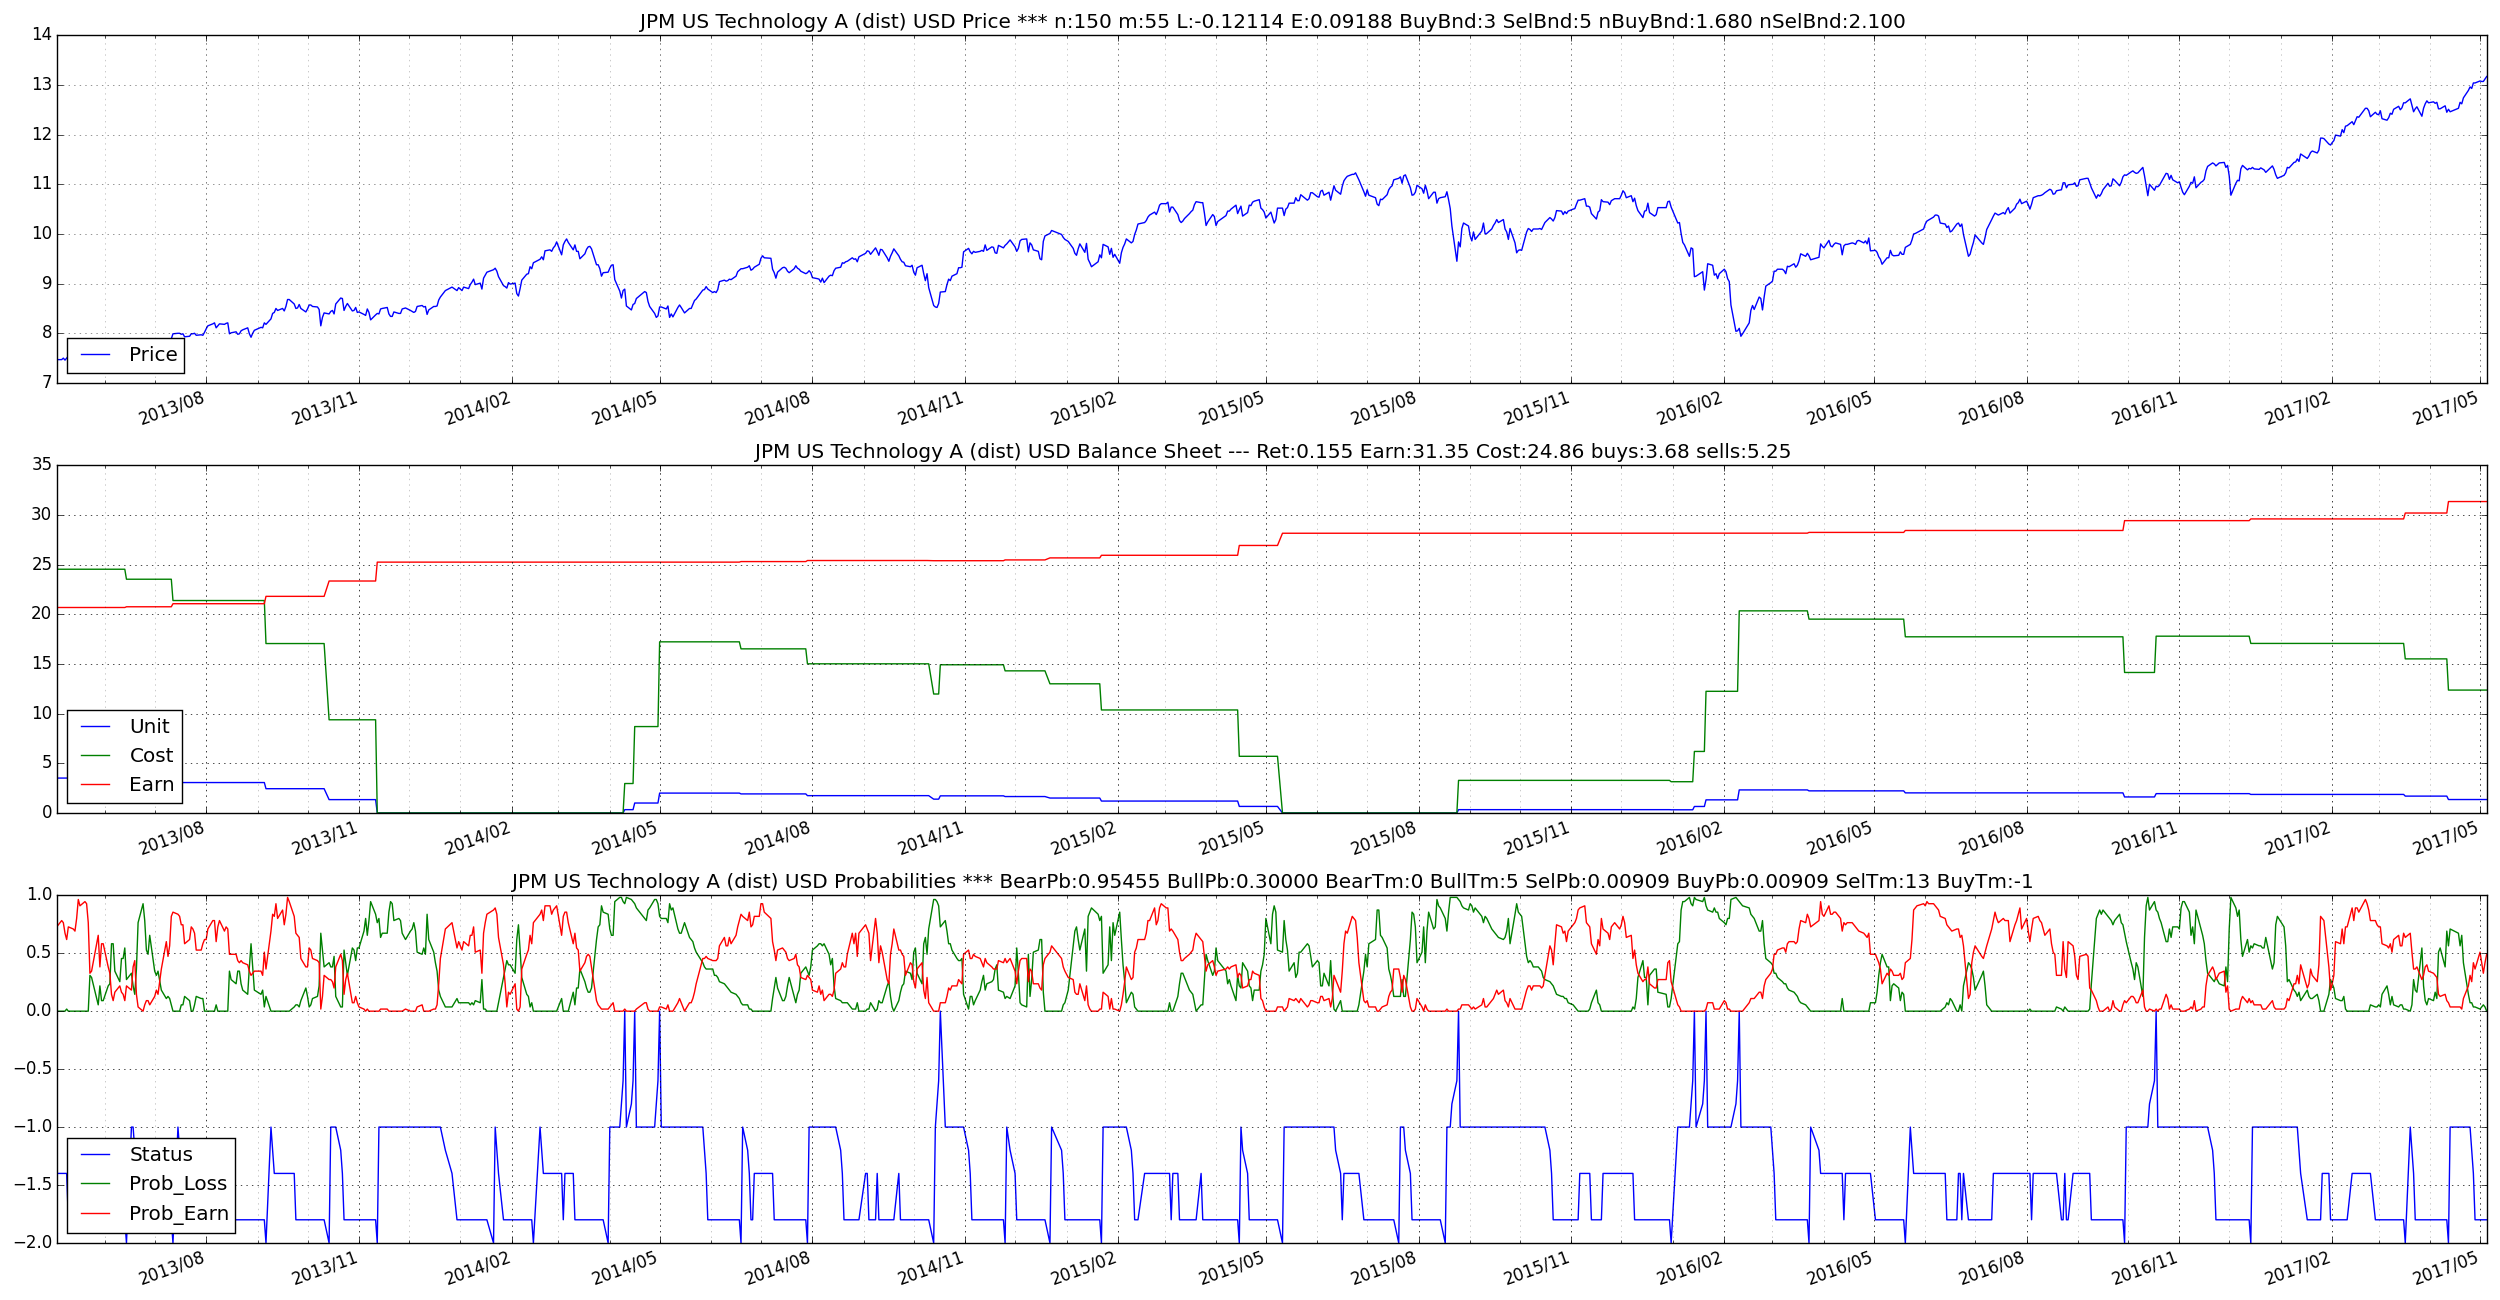 JPM US Technology A (dist) USD Price *** n:150 m:55 L:-0.12114 E:0.09188 BuyBnd:3 SelBnd:5 nBuyBnd:1.680 nSelBnd:2.100
14
13
12
11
10
9
8
7
Price
2013/08 2013/11 2014/02 2014/05 2014/08 2014/11 2015/02 2015/05 2015/08 2015/11 2016/02 2016/05 2016/08 2016/11 2017/02 2017/05
JPM US Technology A (dist) USD Balance Sheet --- Ret:0.155 Earn:31.35 Cost:24.86 buys:3.68 sells:5.25
35
30
25
20
15
10
5
0
Unit
Cost
Earn
2013/08 2013/11 2014/02 2014/05 2014/08 2014/11 2015/02 2015/05 2015/08 2015/11 2016/02 2016/05 2016/08 2016/11 2017/02 2017/05
JPM US Technology A (dist) USD Probabilities *** BearPb:0.95455 BullPb:0.30000 BearTm:0 BullTm:5 SelPb:0.00909 BuyPb:0.00909 SelTm:13 BuyTm:-1
1.0
0.5
0.0
−0.5
−1.0
−1.5
−2.0
Status
Prob_Loss
Prob_Earn
2013/08 2013/11 2014/02 2014/05 2014/08 2014/11 2015/02 2015/05 2015/08 2015/11 2016/02 2016/05 2016/08 2016/11 2017/02 2017/05